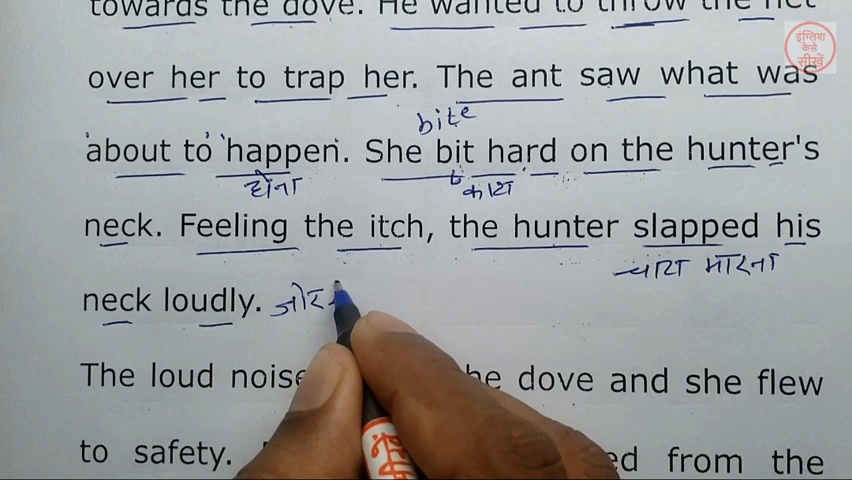 towards the dove. He wanted to throw the net
इंग्लिश
कैसे
सीखें
over her to trap her. The ant saw what was
bite
about to happen. She bit hard on the hunter's
होना काटा
neck. Feeling the itch, the hunter slapped his
चाटा मारना
neck loudly. जोर
The loud noise he dove and she flew
to safety. ed from the